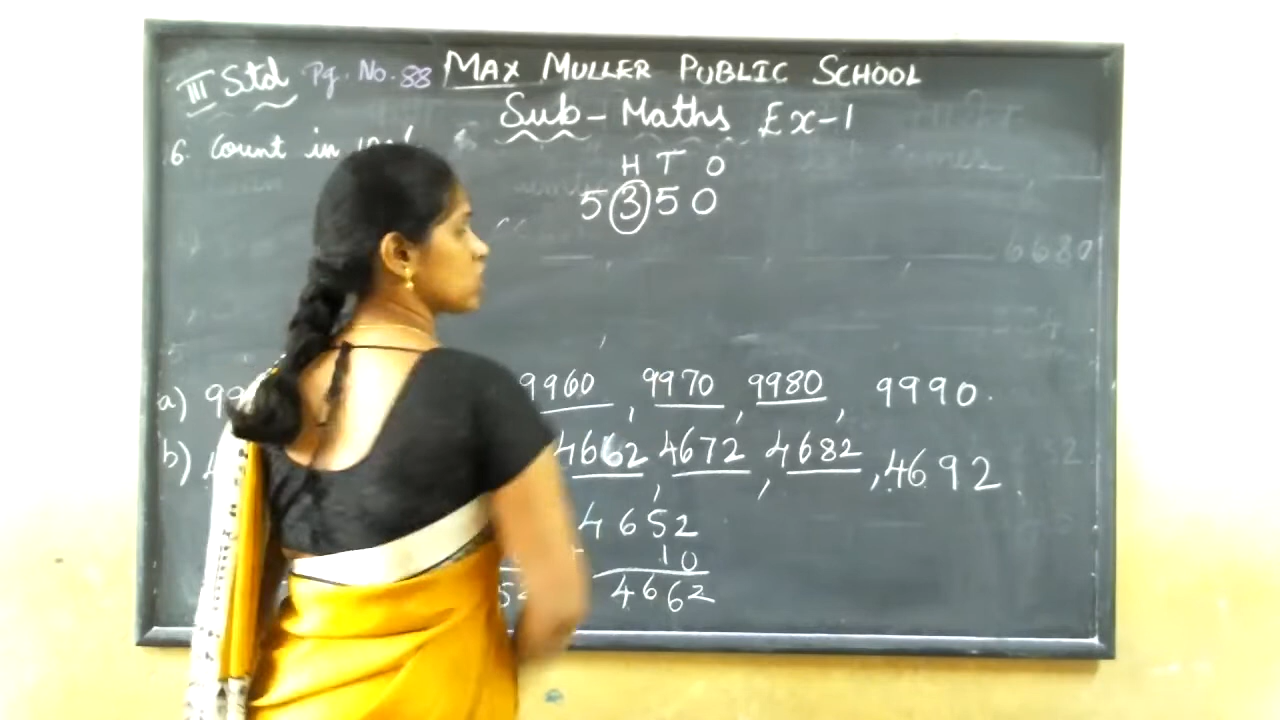 III Std Pg. No. 88 MAX MULLER PUBLIC SCHOOL
Sub - Maths Ex-1
6. Count in
H T O
5 3 5 0
6680
a) 99 9960, 9970, 9980, 9990.
b) 4 4662, 4672, 4682, 4692.
4652
10
4662